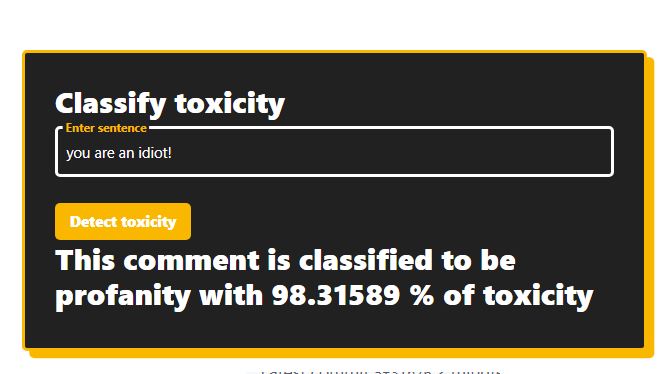 Classify toxicity
Enter sentence
you are an idiot!
Detect toxicity
This comment is classified to be
profanity with 98.31589 % of toxicity